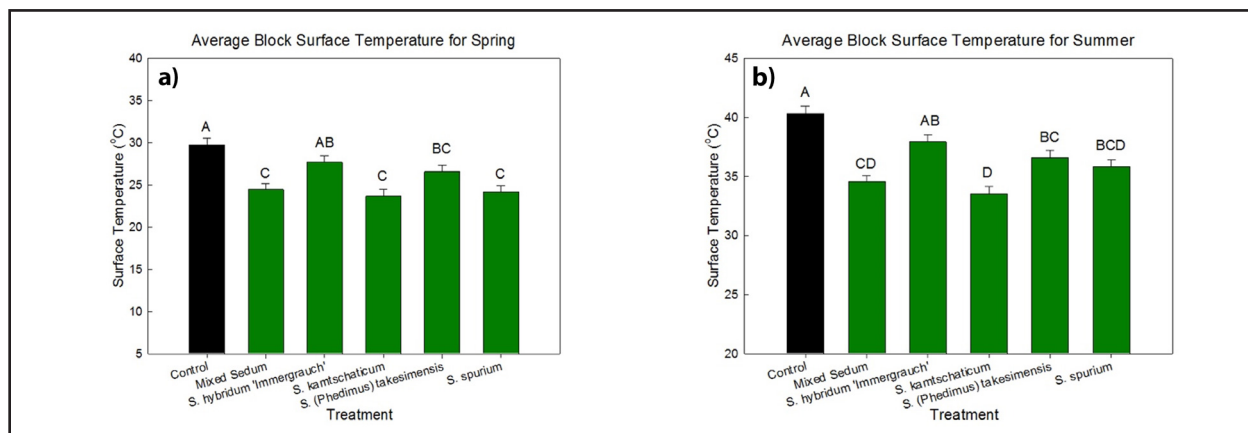 Average Block Surface Temperature for Spring
a)
Surface Temperature (⁰C)
40
35
30
25
20
15
10
5
A
C
AB
C
BC
C
Control
Mixed Sedum
S. hybridum 'Immergrauch'
S. kamtschaticum
S. (Phedimus) takesimensis
S. spurium
Treatment
Average Block Surface Temperature for Summer
b)
Surface Temperature (⁰C)
45
40
35
30
25
20
A
CD
AB
D
BC
BCD
Control
Mixed Sedum
S. hybridum 'Immergrauch'
S. kamtschaticum
S. (Phedimus) takesimensis
S. spurium
Treatment